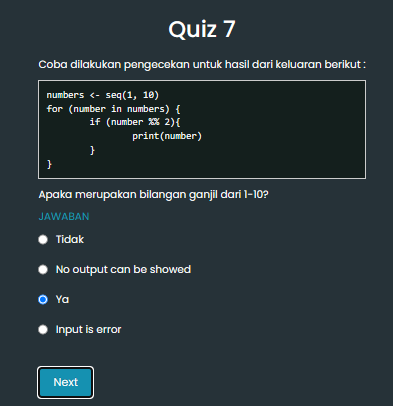 Quiz 7
Coba dilakukan pengecekan untuk hasil dari keluaran berikut :
numbers <- seq(1, 10)
for (number in numbers) {
if (number %% 2){
print(number)
}
}
Apaka merupakan bilangan ganjil dari 1-10?
JAWABAN
Tidak
No output can be showed
Ya
Input is error
Next